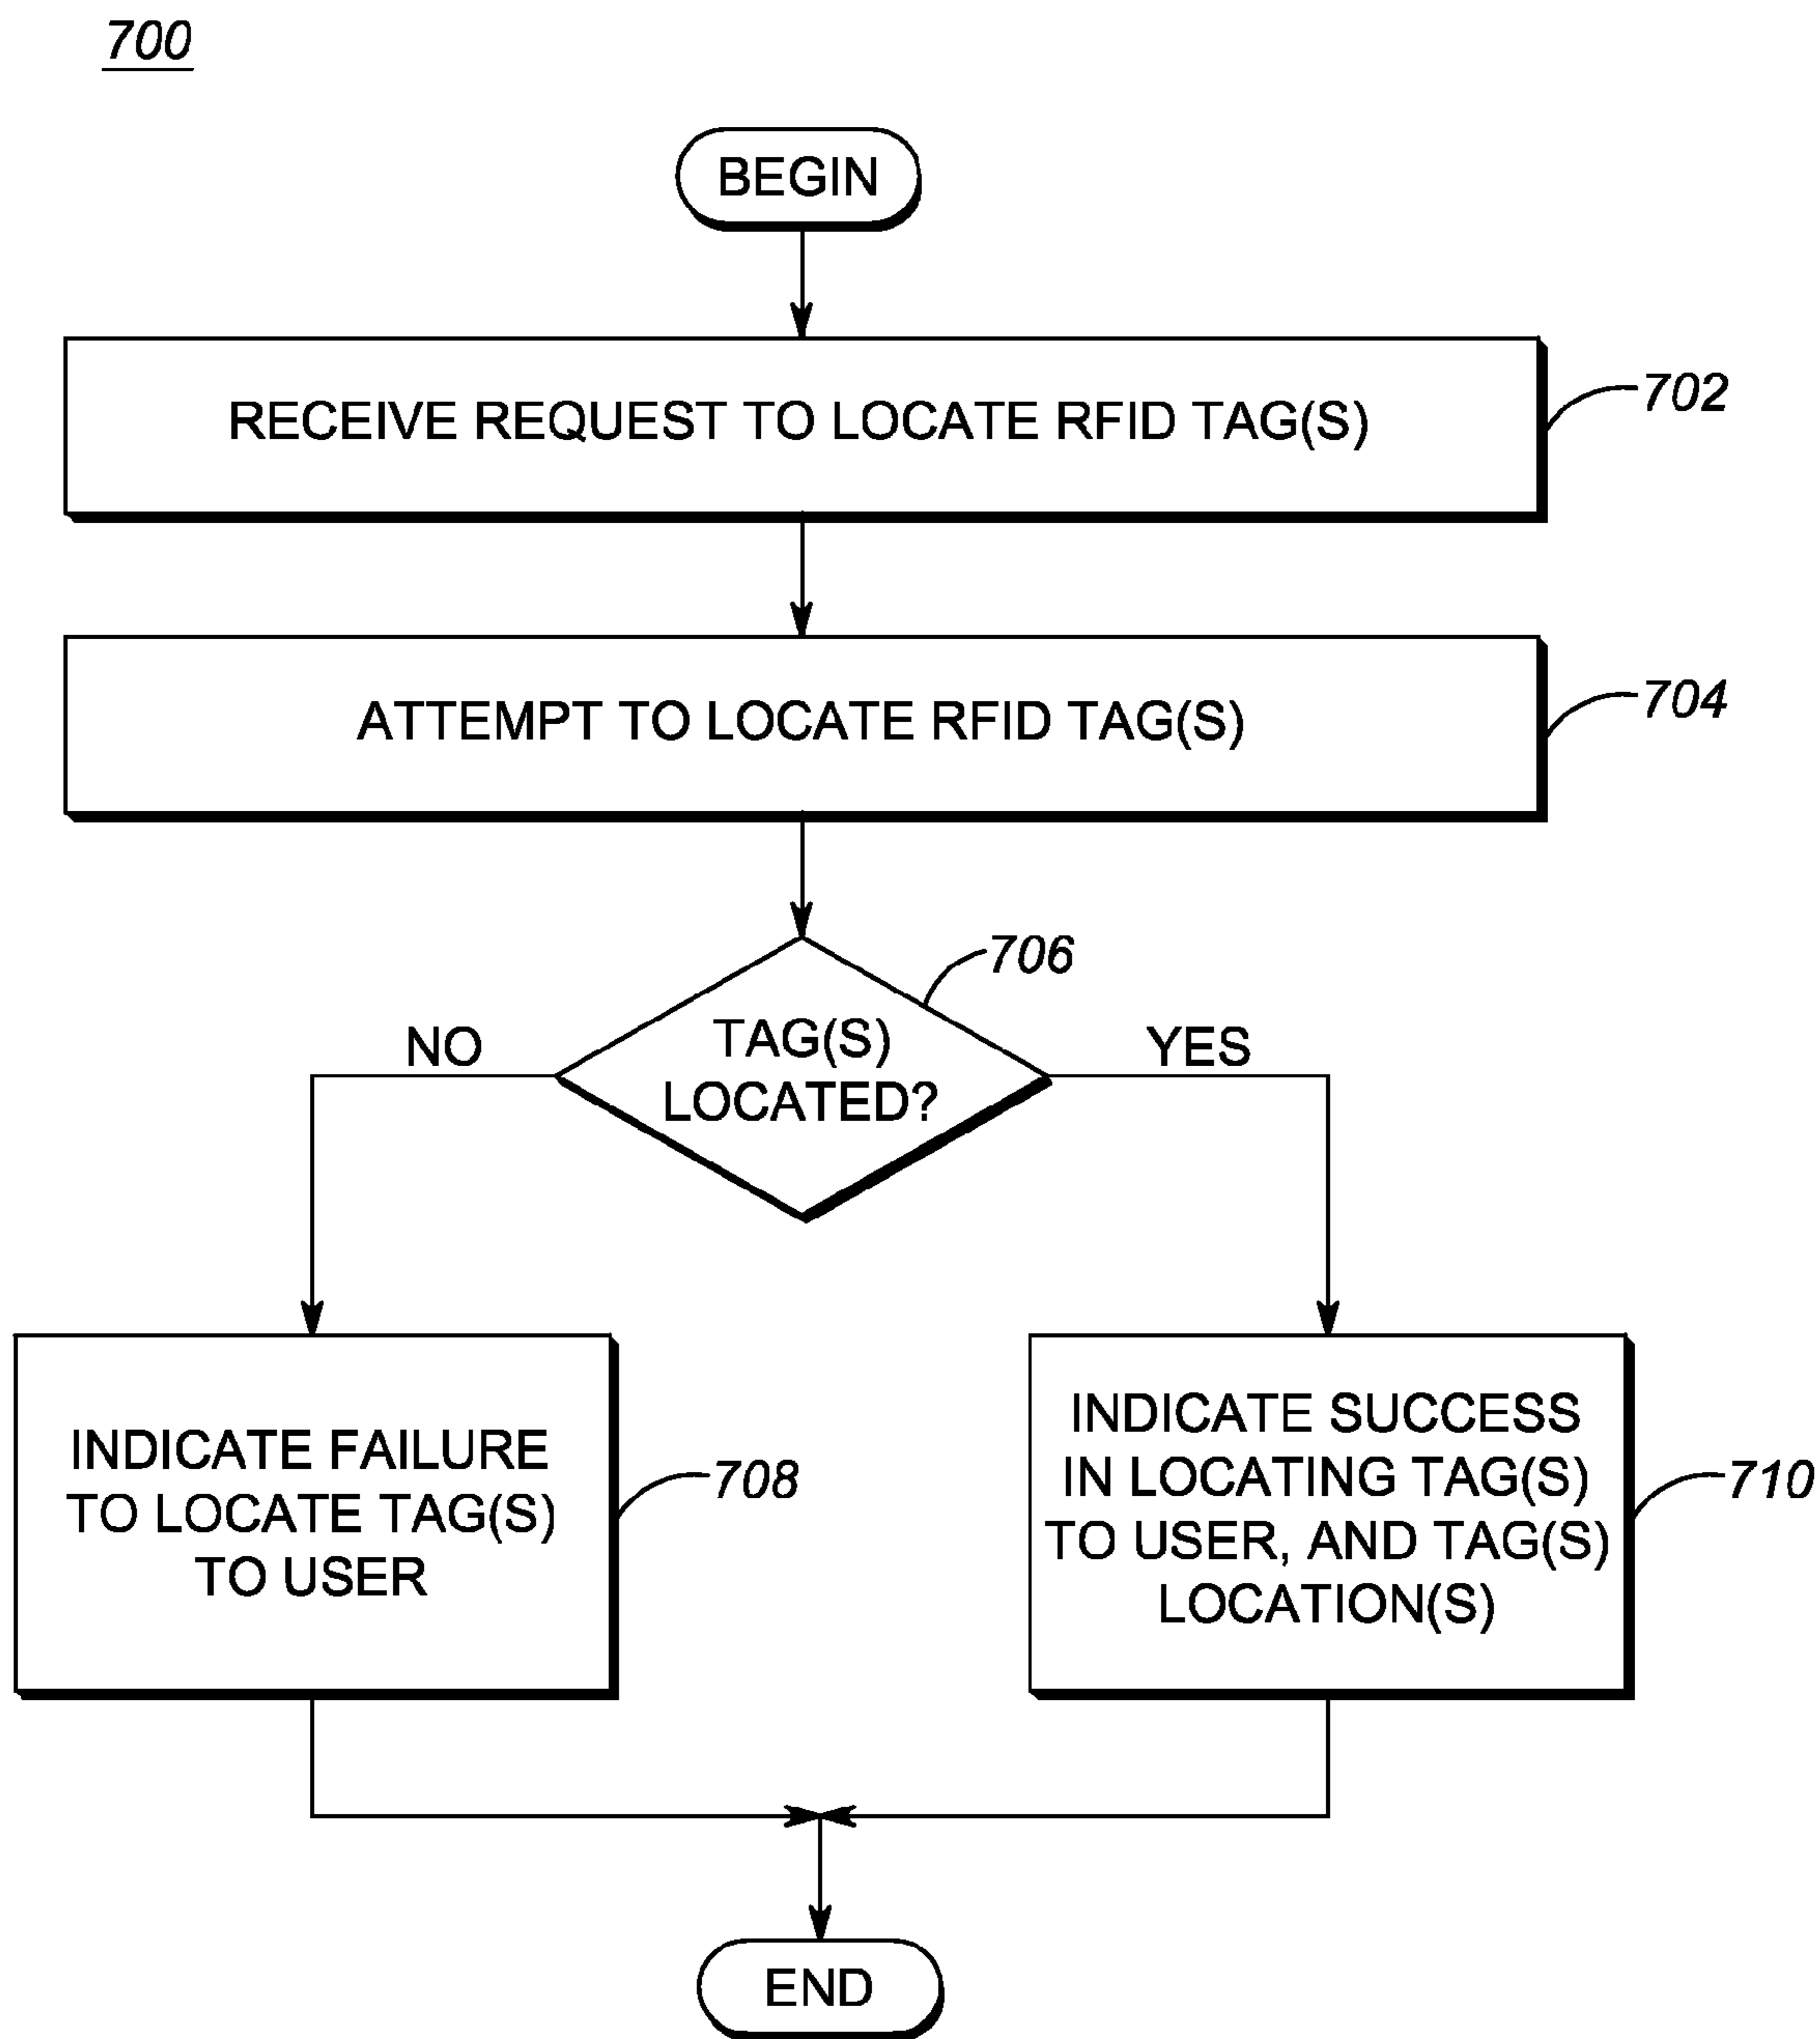 700
BEGIN
RECEIVE REQUEST TO LOCATE RFID TAG(S)
702
ATTEMPT TO LOCATE RFID TAG(S)
704
706
TAG(S)
LOCATED?
NO
YES
INDICATE FAILURE
TO LOCATE TAG(S)
TO USER
708
INDICATE SUCCESS
IN LOCATING TAG(S)
TO USER, AND TAG(S)
LOCATION(S)
710
END